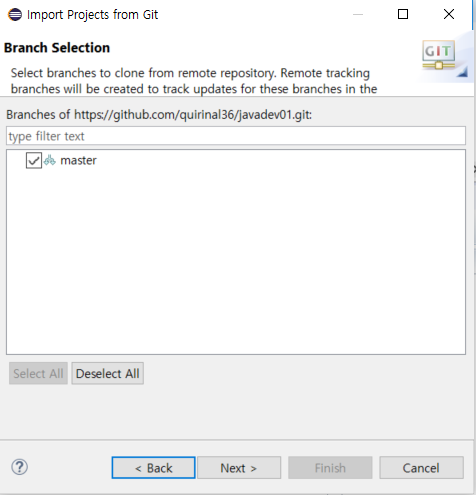 Import Projects from Git
Branch Selection
GIT
Select branches to clone from remote repository. Remote tracking
branches will be created to track updates for these branches in the
Branches of https://github.com/quirinal36/javadev01.git:
type filter text
master
Select All
Deselect All
?
< Back
Next >
Finish
Cancel